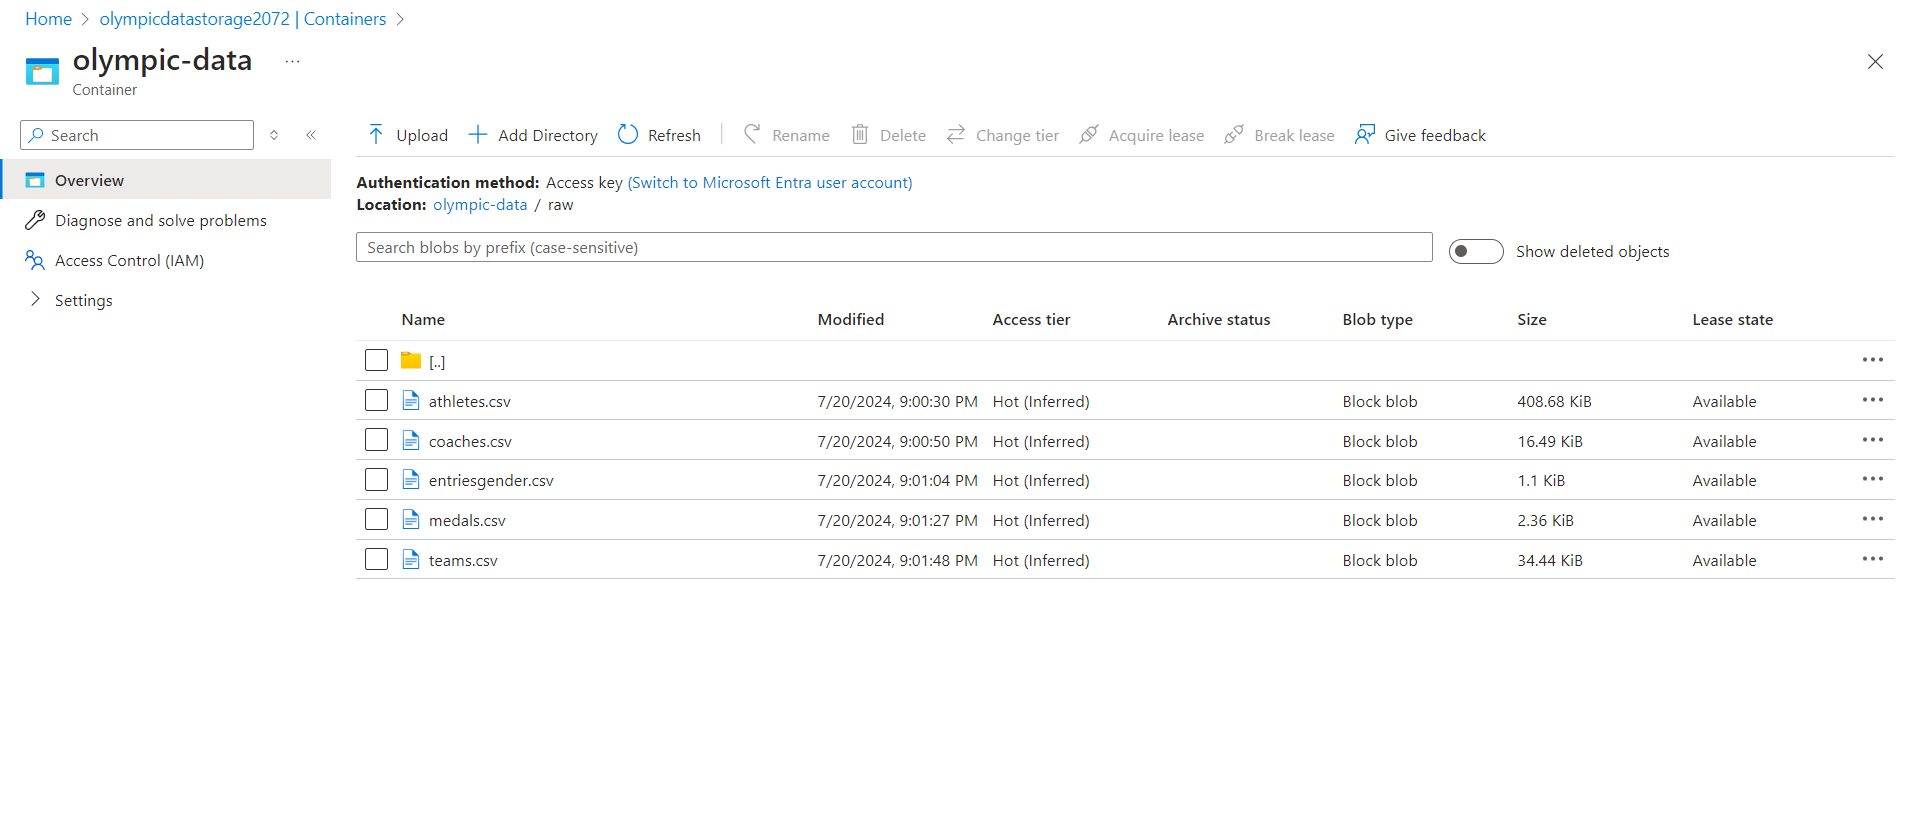 Home > olympicdatastorage2072 | Containers >
olympic-data ...
Container
Search
Overview
Diagnose and solve problems
Access Control (IAM)
Settings
Upload Add Directory Refresh Rename Delete Change tier Acquire lease Break lease Give feedback
Authentication method: Access key (Switch to Microsoft Entra user account)
Location: olympic-data / raw
Search blobs by prefix (case-sensitive) Show deleted objects
Name Modified Access tier Archive status Blob type Size Lease state
[..]
athletes.csv 7/20/2024, 9:00:30 PM Hot (Inferred) Block blob 408.68 KiB Available
coaches.csv 7/20/2024, 9:00:50 PM Hot (Inferred) Block blob 16.49 KiB Available
entriesgender.csv 7/20/2024, 9:01:04 PM Hot (Inferred) Block blob 1.1 KiB Available
medals.csv 7/20/2024, 9:01:27 PM Hot (Inferred) Block blob 2.36 KiB Available
teams.csv 7/20/2024, 9:01:48 PM Hot (Inferred) Block blob 34.44 KiB Available